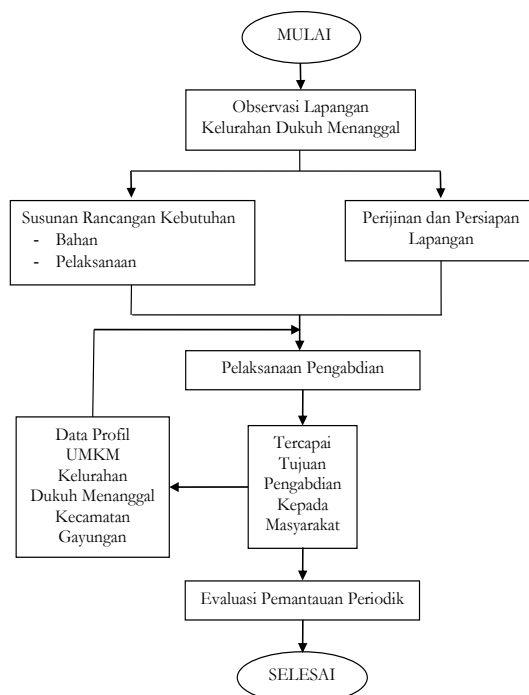 MULAI
Observasi Lapangan
Kelurahan Dukuh Menanggal
Susunan Rancangan Kebutuhan
- Bahan
- Pelaksanaan
Perijinan dan Persiapan
Lapangan
Pelaksanaan Pengabdian
Data Profil
UMKM
Kelurahan
Dukuh Menanggal
Kecamatan
Gayungan
Tercapai
Tujuan
Pengabdian
Kepada
Masyarakat
Evaluasi Pemantauan Periodik
SELESAI